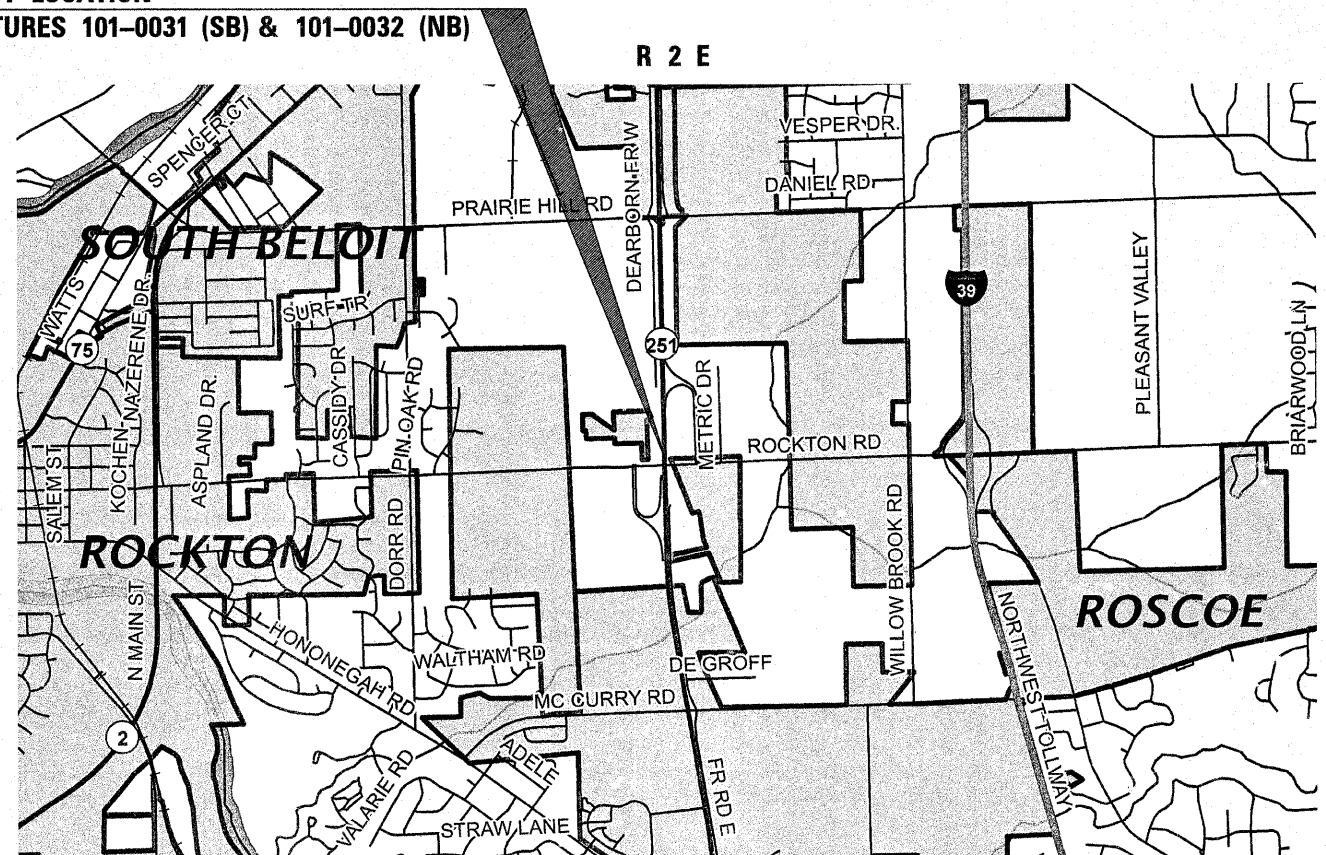 TURES 101–0031 (SB) & 101–0032 (NB)
R 2 E
SPENCER CT
VESPER DR.
DANIEL RD
PRAIRIE HILL RD
DEARBORN FR W
SOUTH BELOIT
WATTS
NAZERENE DR.
SURF TR
39
75
251
PLEASANT VALLEY
BRIARWOOD LN
CASSIDY DR
PIN OAK RD
METRIC DR
ASPLAND DR.
KOCHEN
SALEM ST
ROCKTON RD
WILLOW BROOK RD
DORR RD
ROCKTON
ROSCOE
N MAIN ST
HONONEGAH RD
WALTHAM RD
DE GROFF
NORTHWEST TOLLWAY
MC CURRY RD
2
ADELE
VALARIE RD
FR RD E
STRAW LANE